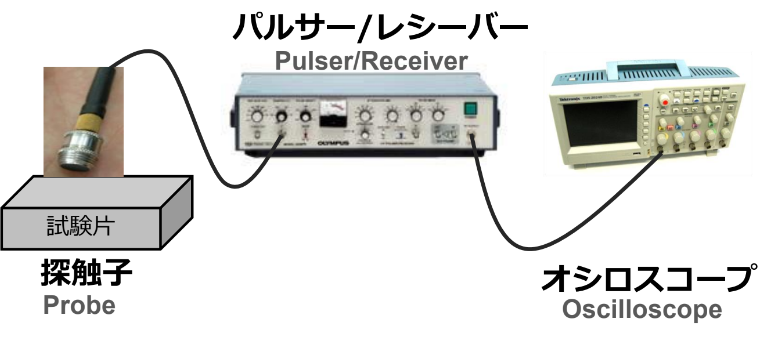 パルサー/レシーバー
Pulser/Receiver
OLYMPUS
Tektronix
試験片
探触子
Probe
オシロスコープ
Oscilloscope